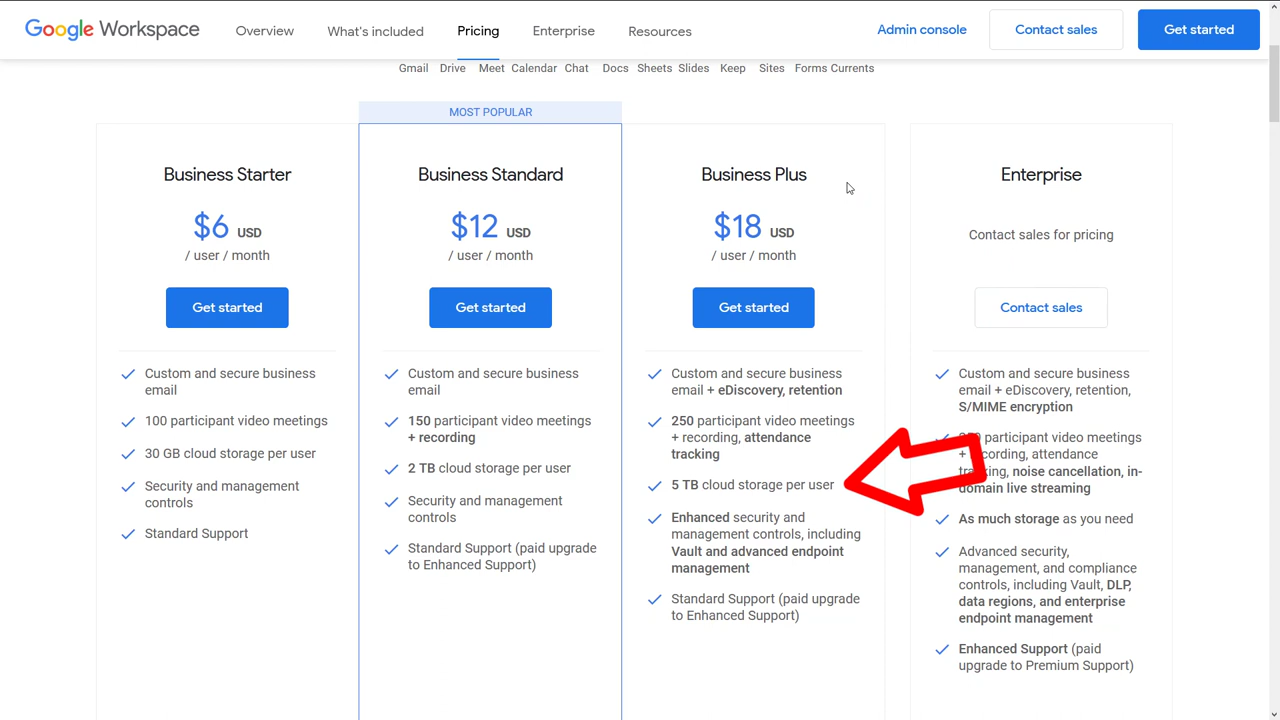 Google Workspace
Overview
What's included
Pricing
Enterprise
Resources
Admin console
Contact sales
Get started
Gmail Drive Meet Calendar Chat Docs Sheets Slides Keep Sites Forms Currents
MOST POPULAR
Business Starter
$6 USD
/ user / month
Get started
Custom and secure business
email
100 participant video meetings
30 GB cloud storage per user
Security and management
controls
Standard Support
Business Standard
$12 USD
/ user / month
Get started
Custom and secure business
email
150 participant video meetings
+ recording
2 TB cloud storage per user
Security and management
controls
Standard Support (paid upgrade
to Enhanced Support)
Business Plus
$18 USD
/ user / month
Get started
Custom and secure business
email + eDiscovery, retention
250 participant video meetings
+ recording, attendance
tracking
5 TB cloud storage per user
Enhanced security and
management controls, including
Vault and advanced endpoint
management
Standard Support (paid upgrade
to Enhanced Support)
Enterprise
Contact sales for pricing
Contact sales
Custom and secure business
email + eDiscovery, retention,
S/MIME encryption
participant video meetings
+ recording, attendance
tracking, noise cancellation, in-
domain live streaming
As much storage as you need
Advanced security,
management, and compliance
controls, including Vault, DLP,
data regions, and enterprise
endpoint management
Enhanced Support (paid
upgrade to Premium Support)